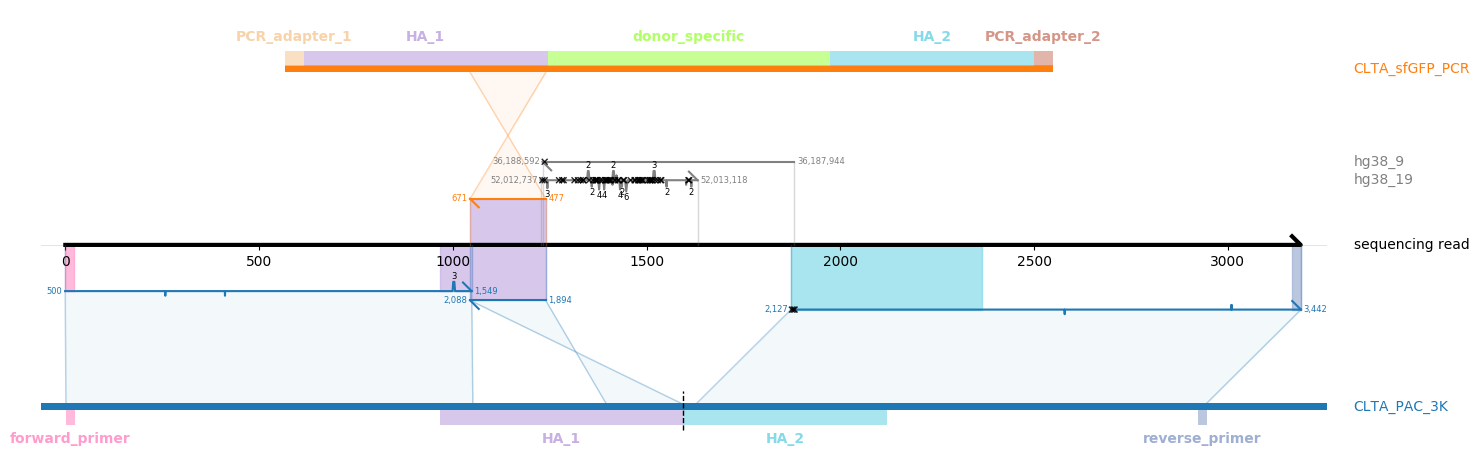 PCR_adapter_1 HA_1 donor_specific HA_2 PCR_adapter_2
CLTA_sfGFP_PCR
36,188,592 36,187,944 hg38_9
2 2 3
52,012,737 52,013,118 hg38_19
3 2 4 4 6 2 2
671 477
sequencing read
0 500 1000 1500 2000 2500 3000
3
500 1,549
2,088 1,894
2,127 3,442
CLTA_PAC_3K
forward_primer HA_1 HA_2 reverse_primer